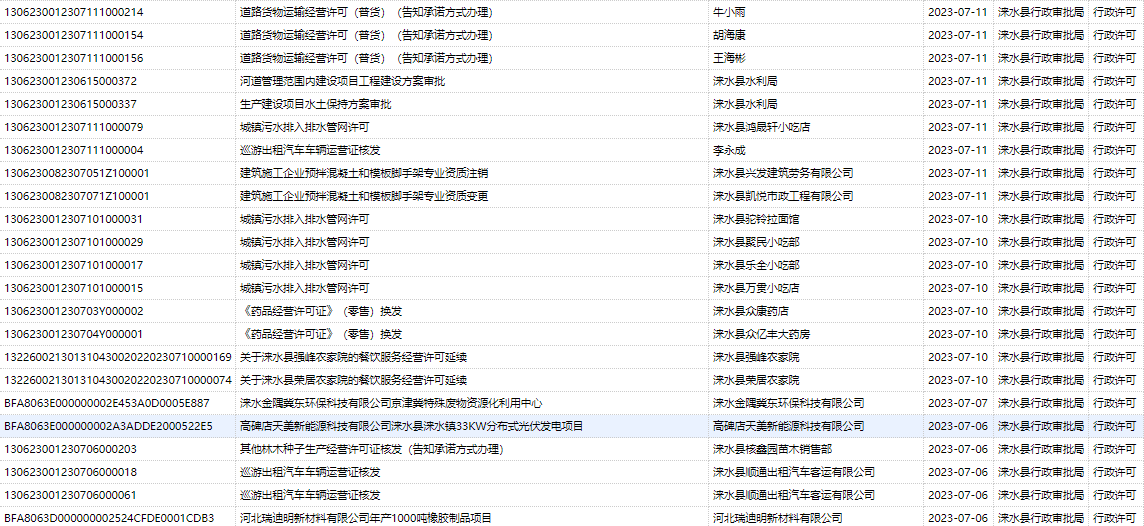 1306230012307111000214 道路货物运输经营许可（普货）（告知承诺方式办理） 牛小雨 2023-07-11 涞水县行政审批局 行政许可
1306230012307111000154 道路货物运输经营许可（普货）（告知承诺方式办理） 胡海康 2023-07-11 涞水县行政审批局 行政许可
1306230012307111000156 道路货物运输经营许可（普货）（告知承诺方式办理） 王海彬 2023-07-11 涞水县行政审批局 行政许可
130623001230615000372 河道管理范围内建设项目工程建设方案审批 涞水县水利局 2023-07-11 涞水县行政审批局 行政许可
130623001230615000337 生产建设项目水土保持方案审批 涞水县水利局 2023-07-11 涞水县行政审批局 行政许可
1306230012307111000079 城镇污水排入排水管网许可 涞水县鸿晟轩小吃店 2023-07-11 涞水县行政审批局 行政许可
1306230012307111000004 巡游出租汽车车辆运营证核发 李永成 2023-07-11 涞水县行政审批局 行政许可
1306230082307051Z100001 建筑施工企业预拌混凝土和模板脚手架专业资质注销 涞水县兴发建筑劳务有限公司 2023-07-11 涞水县行政审批局 行政许可
1306230082307071Z100001 建筑施工企业预拌混凝土和模板脚手架专业资质变更 涞水县凯悦市政工程有限公司 2023-07-11 涞水县行政审批局 行政许可
1306230012307101000031 城镇污水排入排水管网许可 涞水县驼铃拉面馆 2023-07-10 涞水县行政审批局 行政许可
1306230012307101000029 城镇污水排入排水管网许可 涞水县聚民小吃部 2023-07-10 涞水县行政审批局 行政许可
1306230012307101000017 城镇污水排入排水管网许可 涞水县乐全小吃部 2023-07-10 涞水县行政审批局 行政许可
1306230012307101000015 城镇污水排入排水管网许可 涞水县万贯小吃店 2023-07-10 涞水县行政审批局 行政许可
130623001230703Y000002 《药品经营许可证》（零售）换发 涞水县众康药店 2023-07-10 涞水县行政审批局 行政许可
130623001230704Y000001 《药品经营许可证》（零售）换发 涞水县众亿丰大药房 2023-07-10 涞水县行政审批局 行政许可
13226002130131043002022023071​0000169 关于涞水县强峰农家院的餐饮服务经营许可延续 涞水县强峰农家院 2023-07-10 涞水县行政审批局 行政许可
132260021301310430020220230710000074 关于涞水县荣居农家院的餐饮服务经营许可延续 涞水县荣居农家院 2023-07-10 涞水县行政审批局 行政许可
BFA8063E000000002E453A0D0005E887 涞水金隅冀东环保科技有限公司京津冀特殊废物资源化利用中心 涞水金隅冀东环保科技有限公司 2023-07-07 涞水县行政审批局 行政许可
BFA8063E000000002A3ADDE2000522E5 高碑店天美新能源科技有限公司涞水县涞水镇33KW分布式光伏发电项目 高碑店天美新能源科技有限公司 2023-07-06 涞水县行政审批局 行政许可
130623001230706000203 其他林木种子生产经营许可证核发（告知承诺方式办理） 涞水县核鑫园苗木销售部 2023-07-06 涞水县行政审批局 行政许可
130623001230706000018 巡游出租汽车车辆运营证核发 涞水县顺通出租汽车客运有限公司 2023-07-06 涞水县行政审批局 行政许可
130623001230706000061 巡游出租汽车车辆运营证核发 涞水县顺通出租汽车客运有限公司 2023-07-06 涞水县行政审批局 行政许可
BFA8063D000000002524CFDE0001CDB3 河北瑞迪明新材料有限公司年产1000吨橡胶制品项目 河北瑞迪明新材料有限公司 2023-07-06 涞水县行政审批局 行政许可